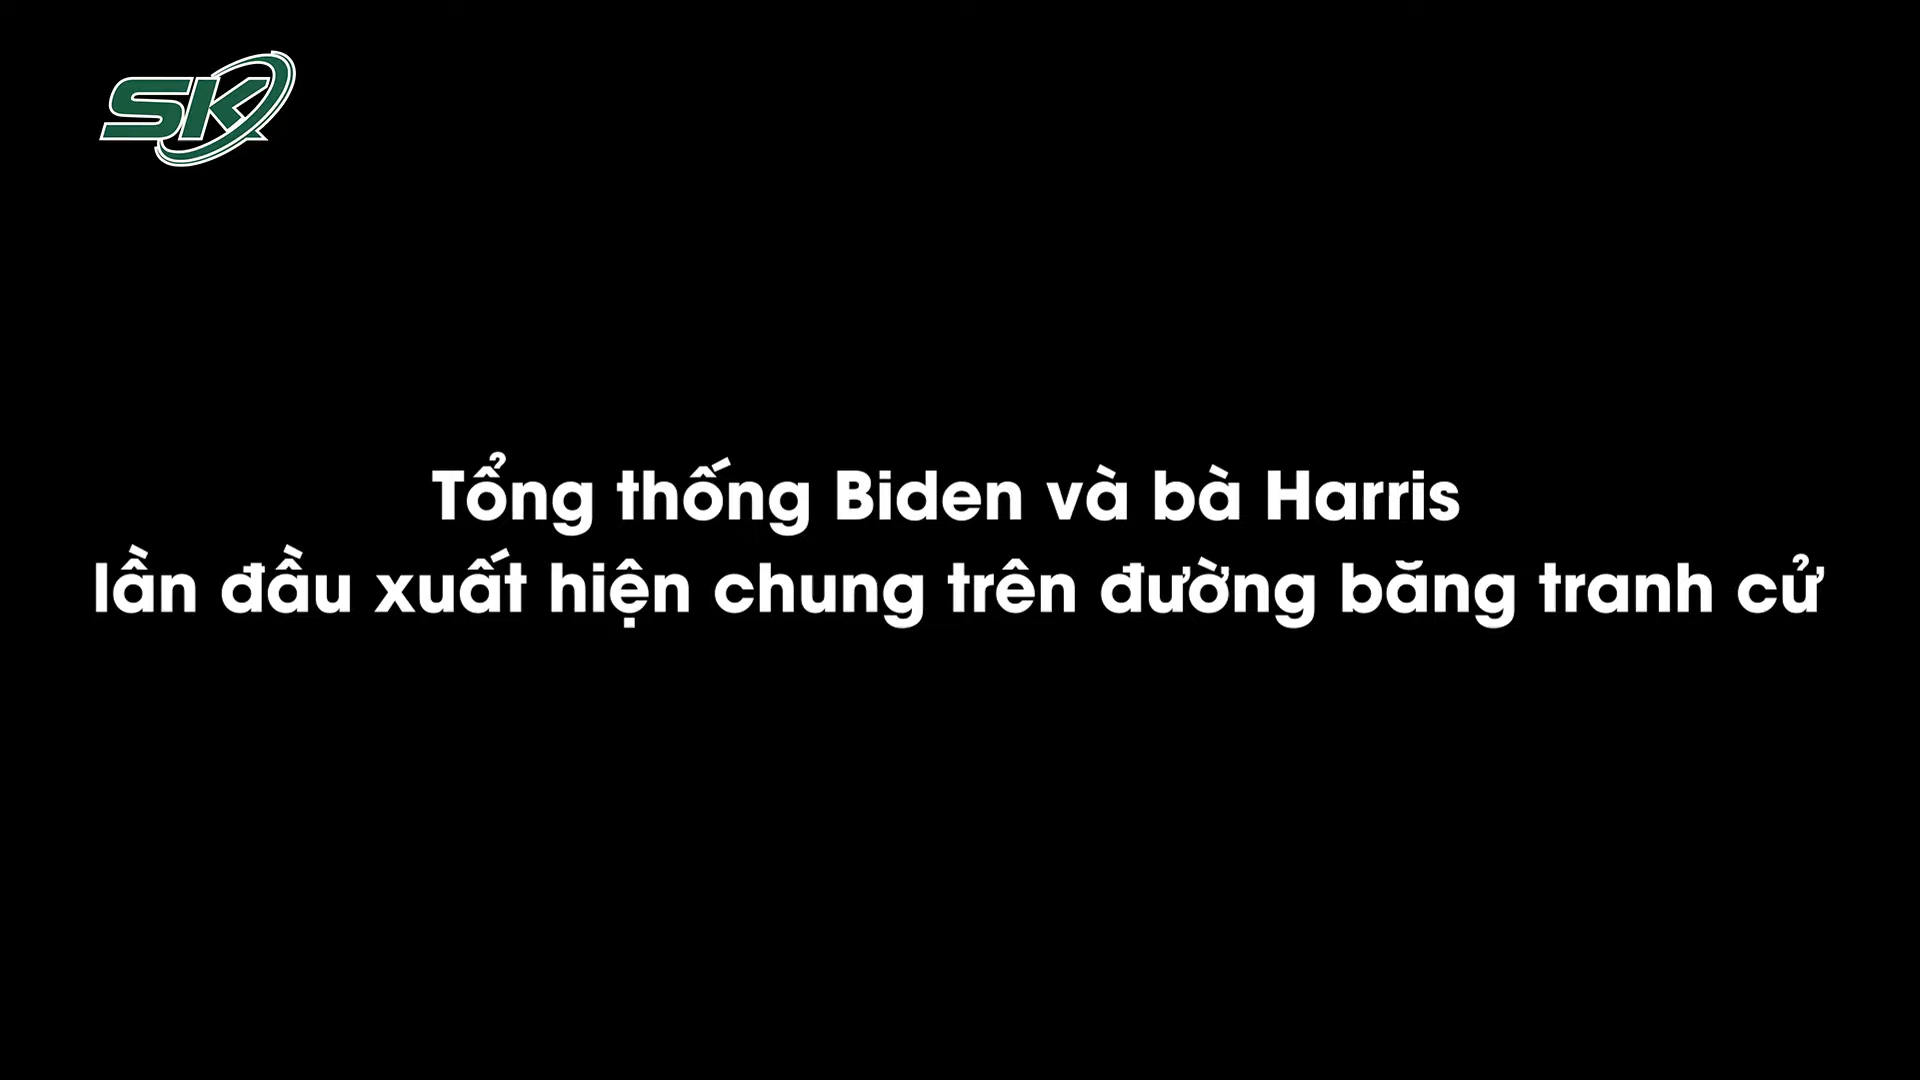 SK
Tổng thống Biden và bà Harris
lần đầu xuất hiện chung trên đường băng tranh cử